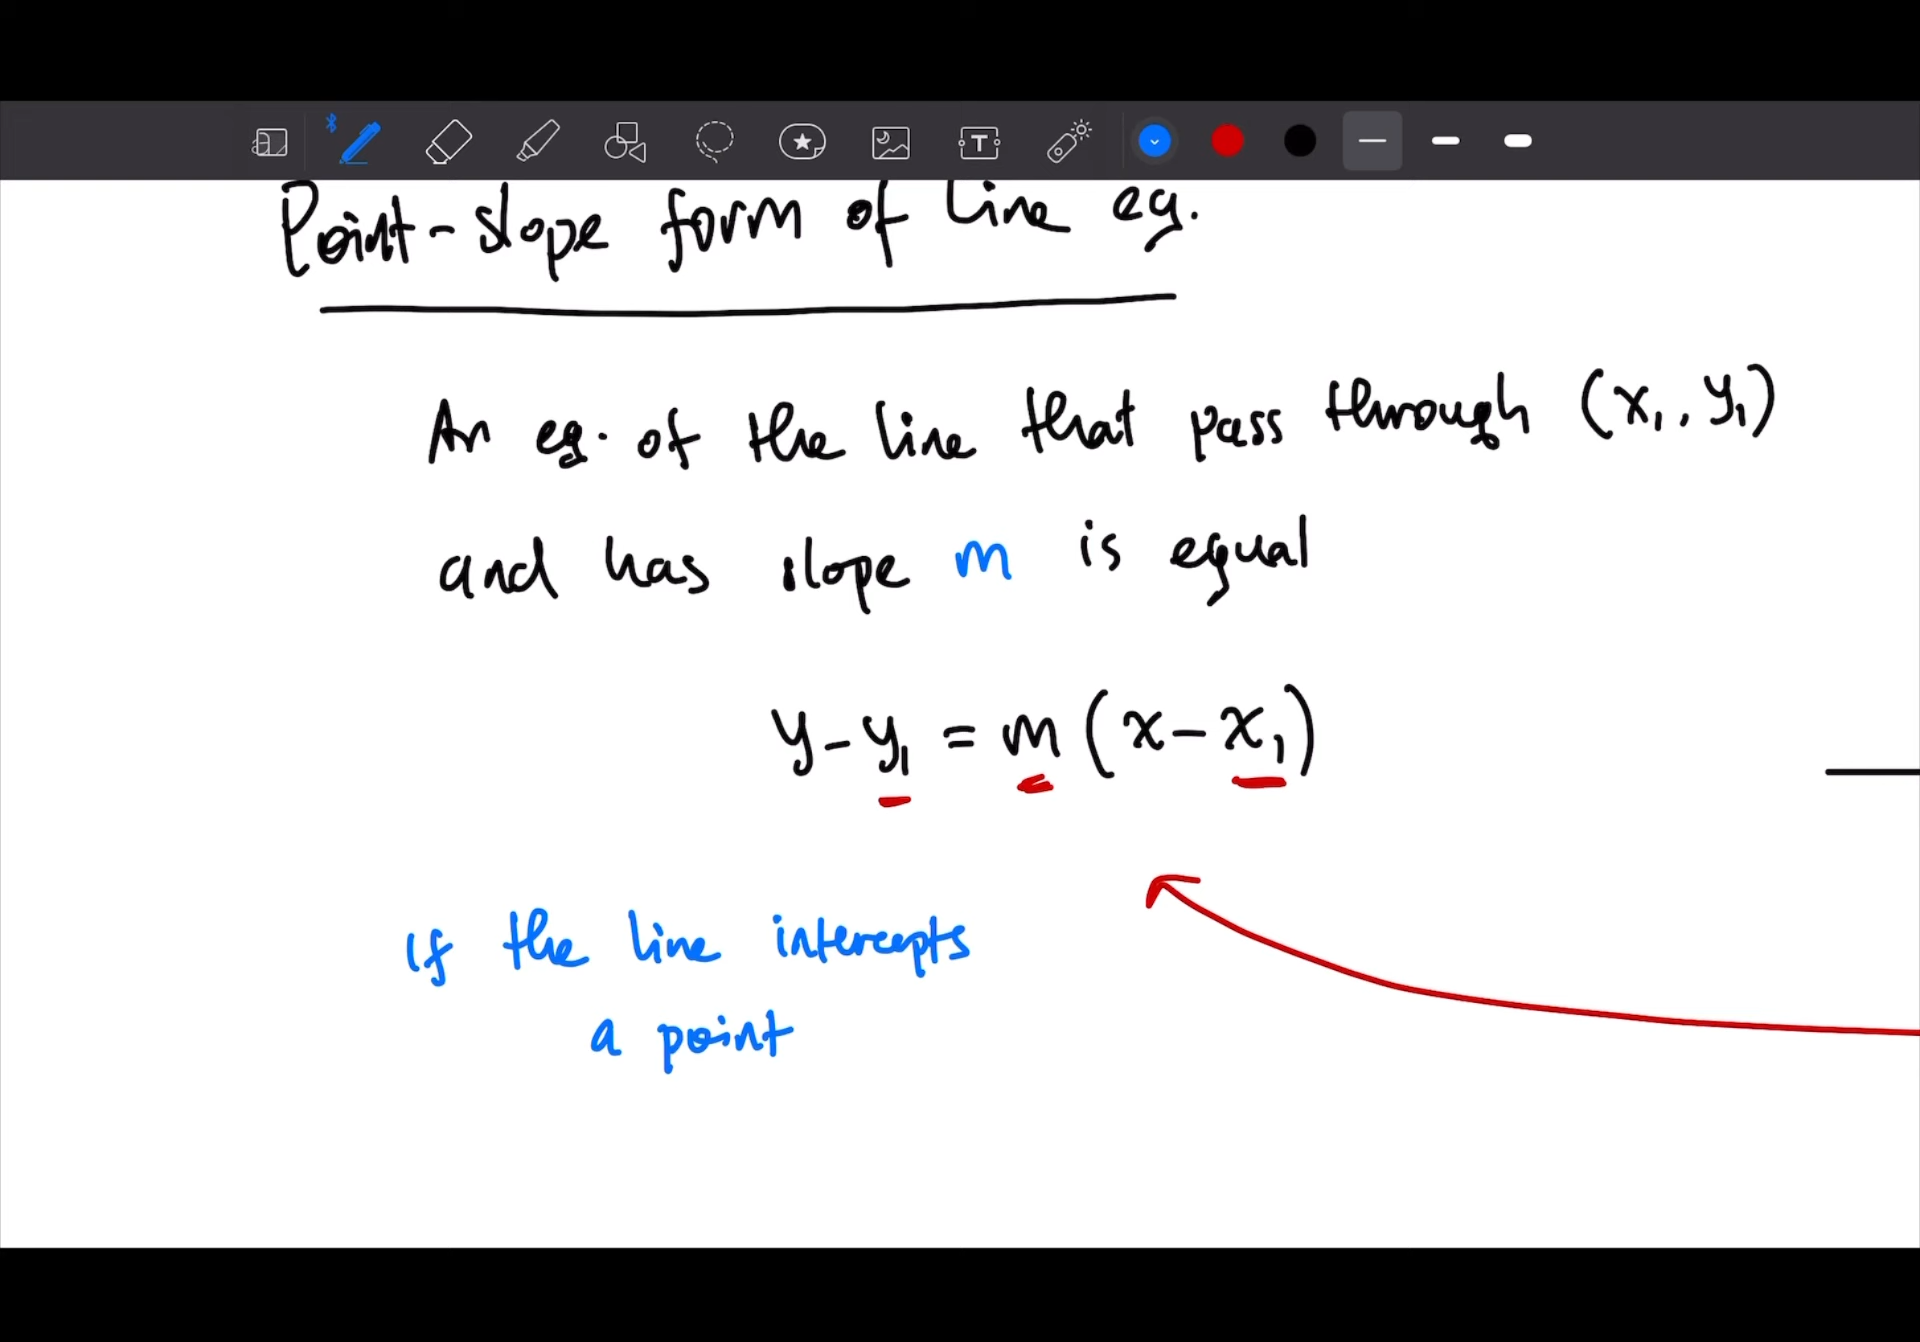 Point-slope form of Line eq.
An eq. of the line that pass through (x₁, y₁)
and has slope m is equal
y - y₁ = m (x - x₁)
If the line intercepts
a point